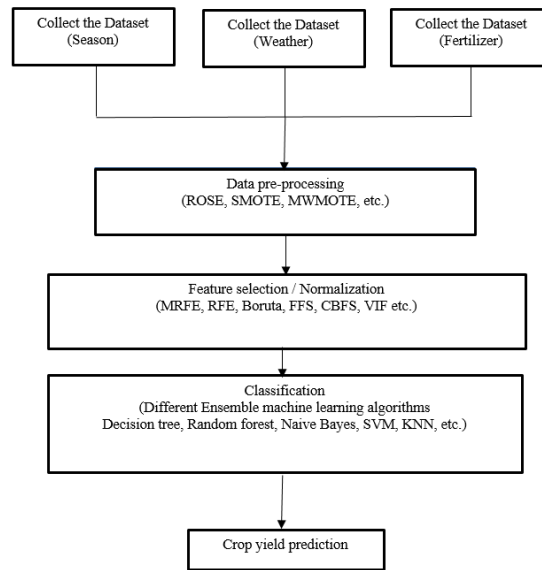 Collect the Dataset
(Season)
Collect the Dataset
(Weather)
Collect the Dataset
(Fertilizer)
Data pre-processing
(ROSE, SMOTE, MWMOTE, etc.)
Feature selection / Normalization
(MRFE, RFE, Boruta, FFS, CBFS, VIF etc.)
Classification
(Different Ensemble machine learning algorithms
Decision tree, Random forest, Naive Bayes, SVM, KNN, etc.)
Crop yield prediction